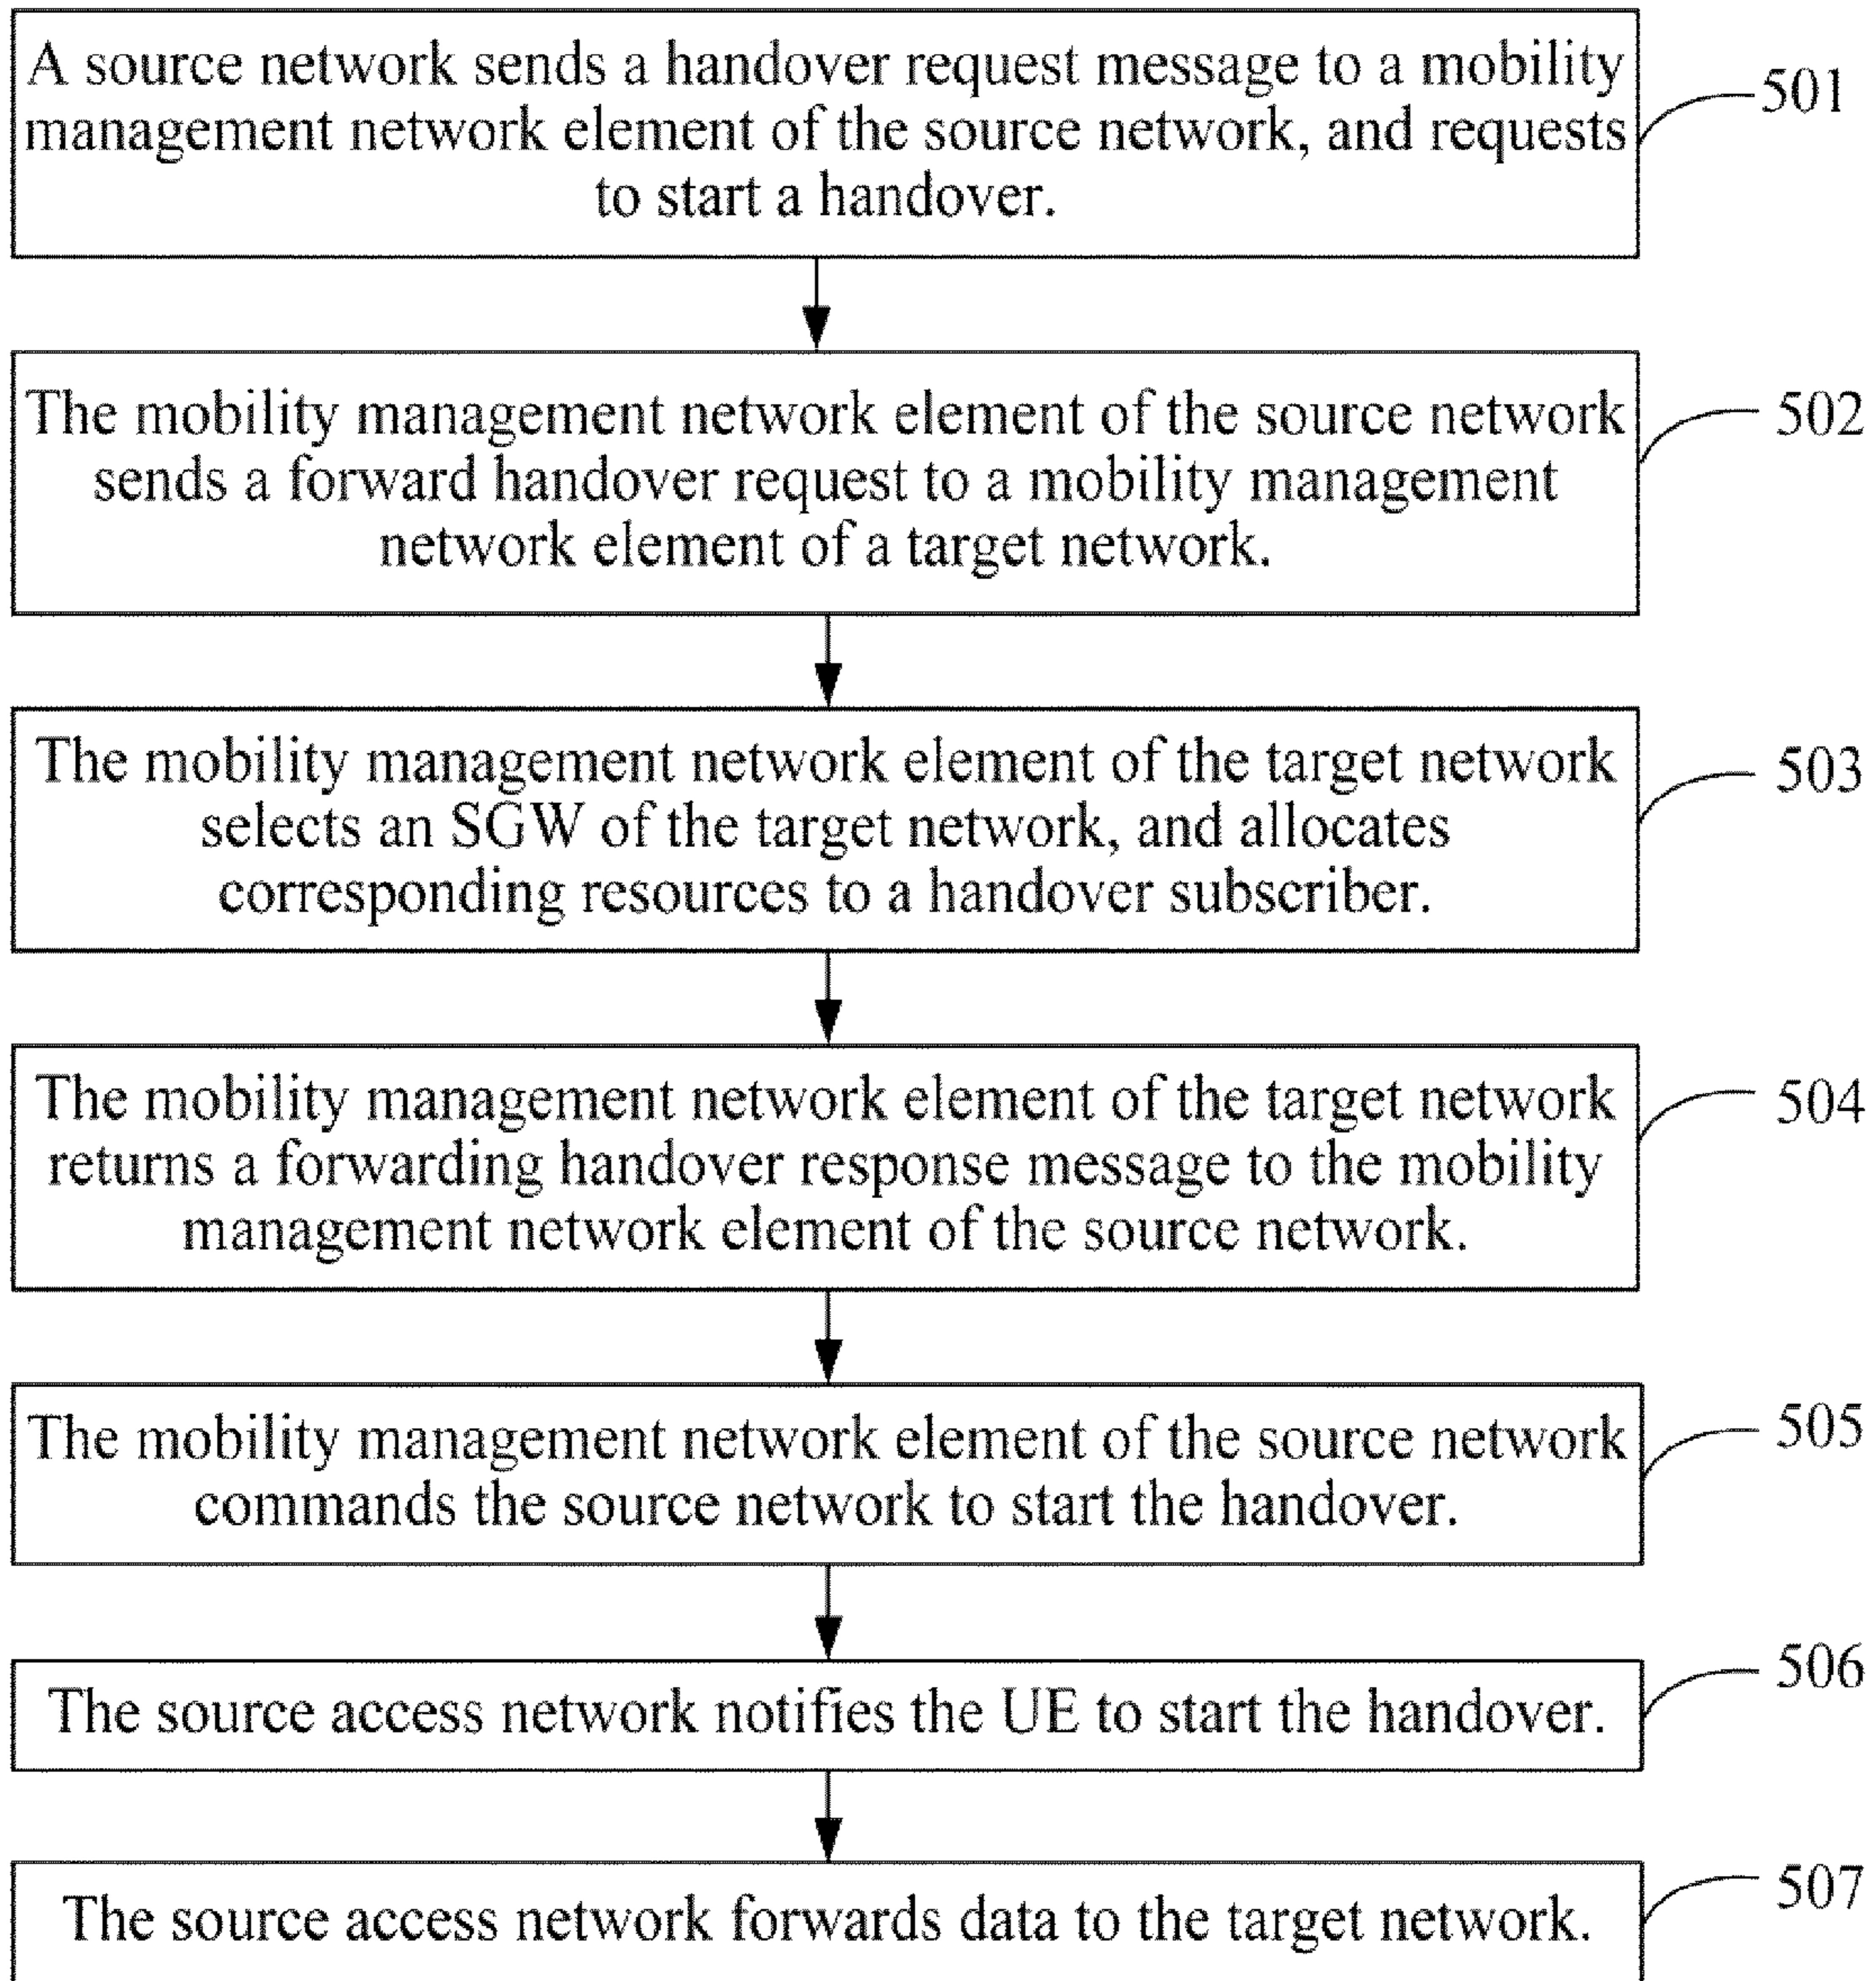 A source network sends a handover request message to a mobility
management network element of the source network, and requests
to start a handover.
501
The mobility management network element of the source network
sends a forward handover request to a mobility management
network element of a target network.
502
The mobility management network element of the target network
selects an SGW of the target network, and allocates
corresponding resources to a handover subscriber.
503
The mobility management network element of the target network
returns a forwarding handover response message to the mobility
management network element of the source network.
504
The mobility management network element of the source network
commands the source network to start the handover.
505
The source access network notifies the UE to start the handover.
506
The source access network forwards data to the target network.
507